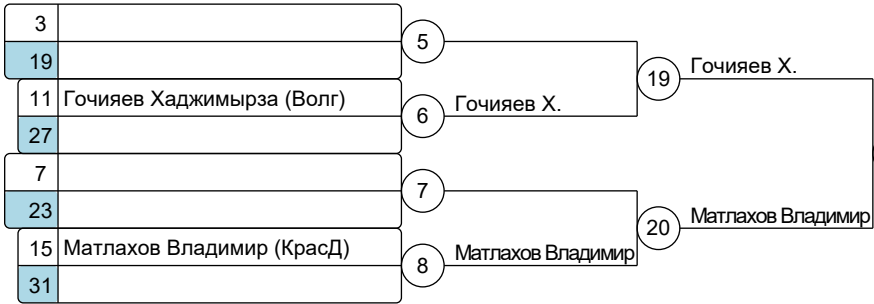 3
5
19
19 Гочияев Х.
11 Гочияев Хаджимырза (Волг)
6 Гочияев Х.
27
7
7
23
20 Матлахов Владимир
15 Матлахов Владимир (КрасД)
8 Матлахов Владимир
31